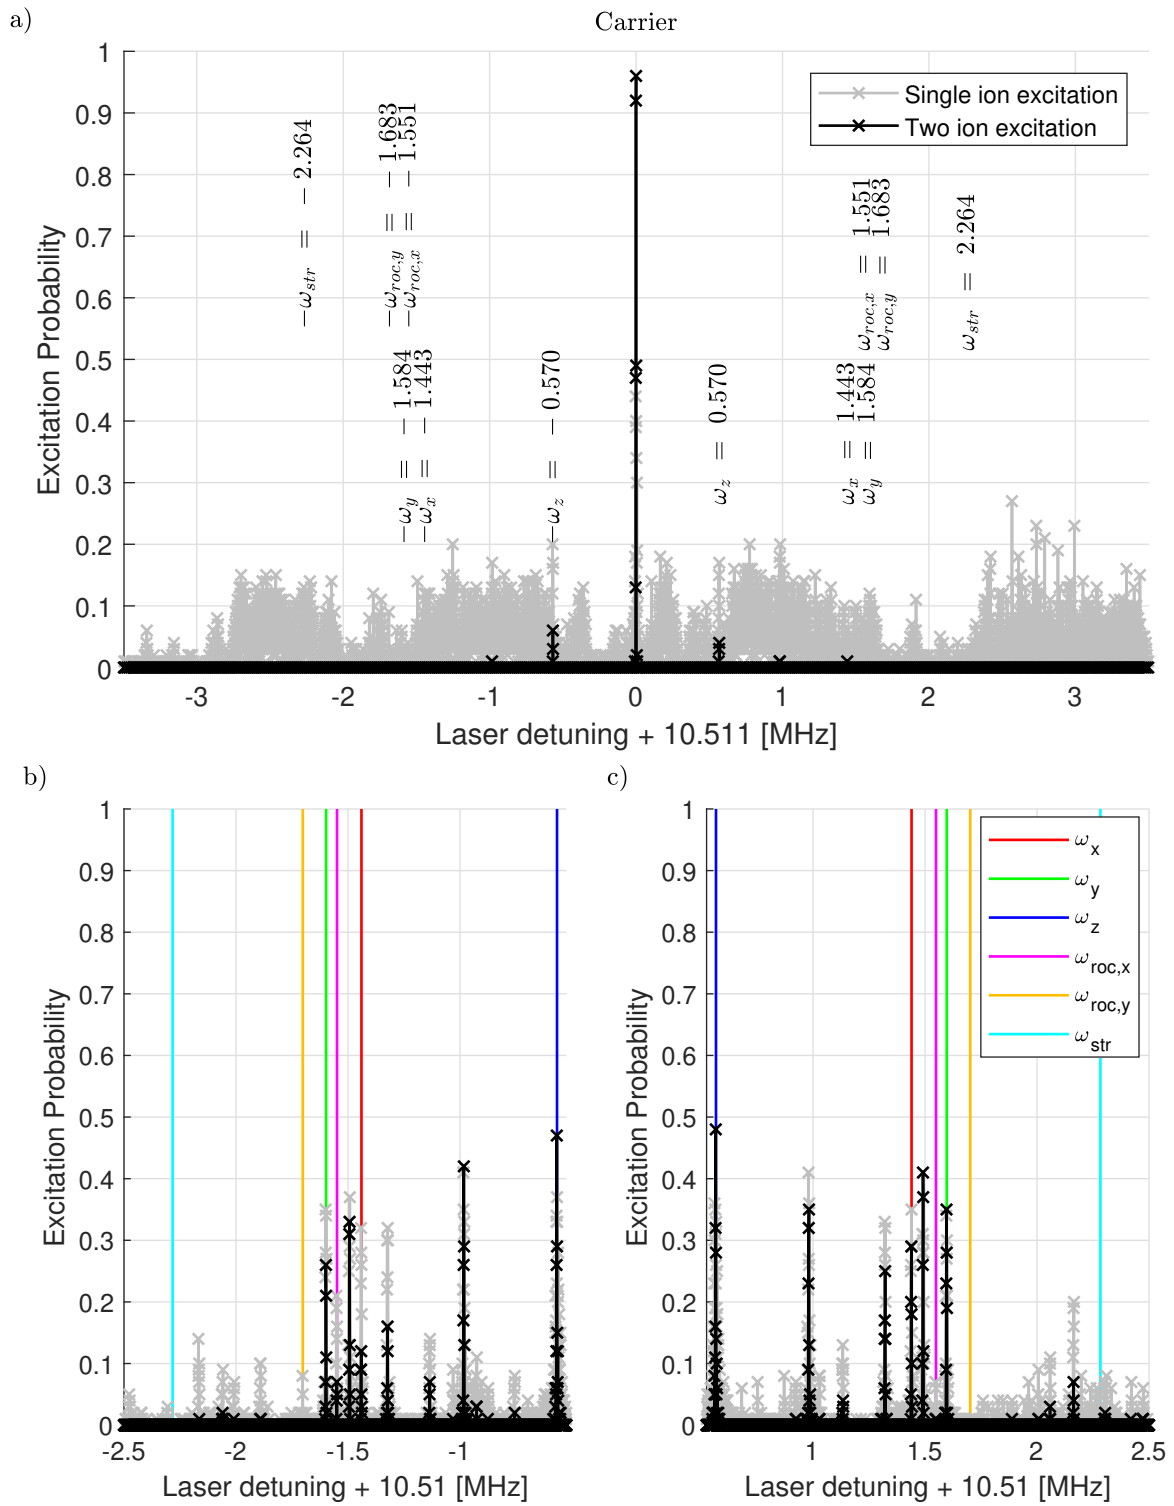 a)
Carrier
Single ion excitation
Two ion excitation
Excitation Probability
1
0.9
0.8
0.7
0.6
0.5
0.4
0.3
0.2
0.1
0
−ω_str = −2.264
−ω_roc,y = −1.683
−ω_roc,x = −1.551
−ω_y = −1.584
−ω_x = −1.443
−ω_z = −0.570
ω_z = 0.570
ω_x = 1.443
ω_y = 1.584
ω_roc,x = 1.551
ω_roc,y = 1.683
ω_str = 2.264
-3 -2 -1 0 1 2 3
Laser detuning + 10.511 [MHz]
b)
Excitation Probability
1
0.9
0.8
0.7
0.6
0.5
0.4
0.3
0.2
0.1
0
-2.5 -2 -1.5 -1
Laser detuning + 10.51 [MHz]
c)
Excitation Probability
1
0.9
0.8
0.7
0.6
0.5
0.4
0.3
0.2
0.1
0
ω_x
ω_y
ω_z
ω_roc,x
ω_roc,y
ω_str
1 1.5 2 2.5
Laser detuning + 10.51 [MHz]